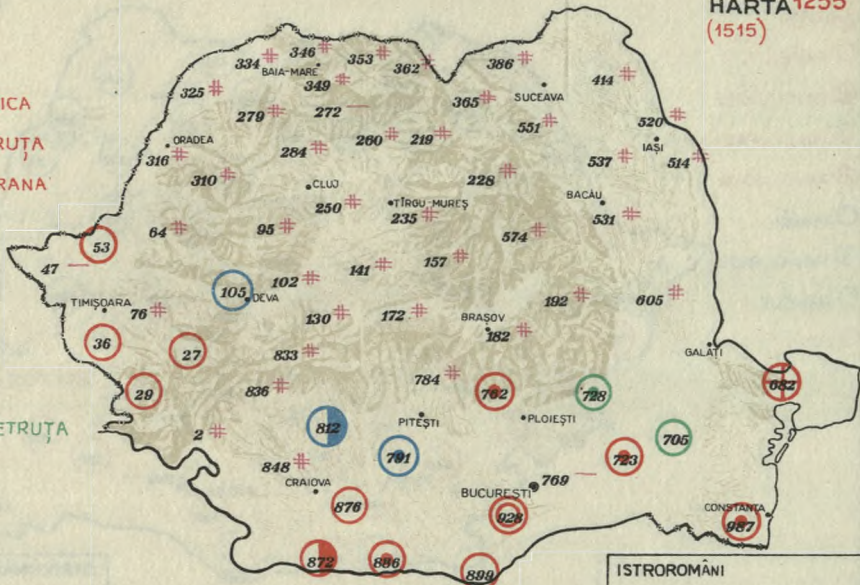 HARTA 1255
(1515)
ICA
RUȚA
RANA
ETRUȚA
346
353
334
BAIA-MARE
362
386
325
349
414
365
SUCEAVA
279
272
520
551
ORADEA
260
219
IAȘI
316
284
537
514
310
228
CLUJ
BACĂU
250
TÎRGU-MUREȘ
235
531
64
95
574
53
47
141
157
102
105
DEVA
192
605
TIMIȘOARA
76
130
172
BRAȘOV
182
36
27
833
GALAȚI
784
836
762
728
682
29
PITEȘTI
PLOIEȘTI
812
2
705
791
723
848
769
CRAIOVA
BUCUREȘTI
876
928
CONSTANȚA
987
872
886
899
ISTROROMÂNI